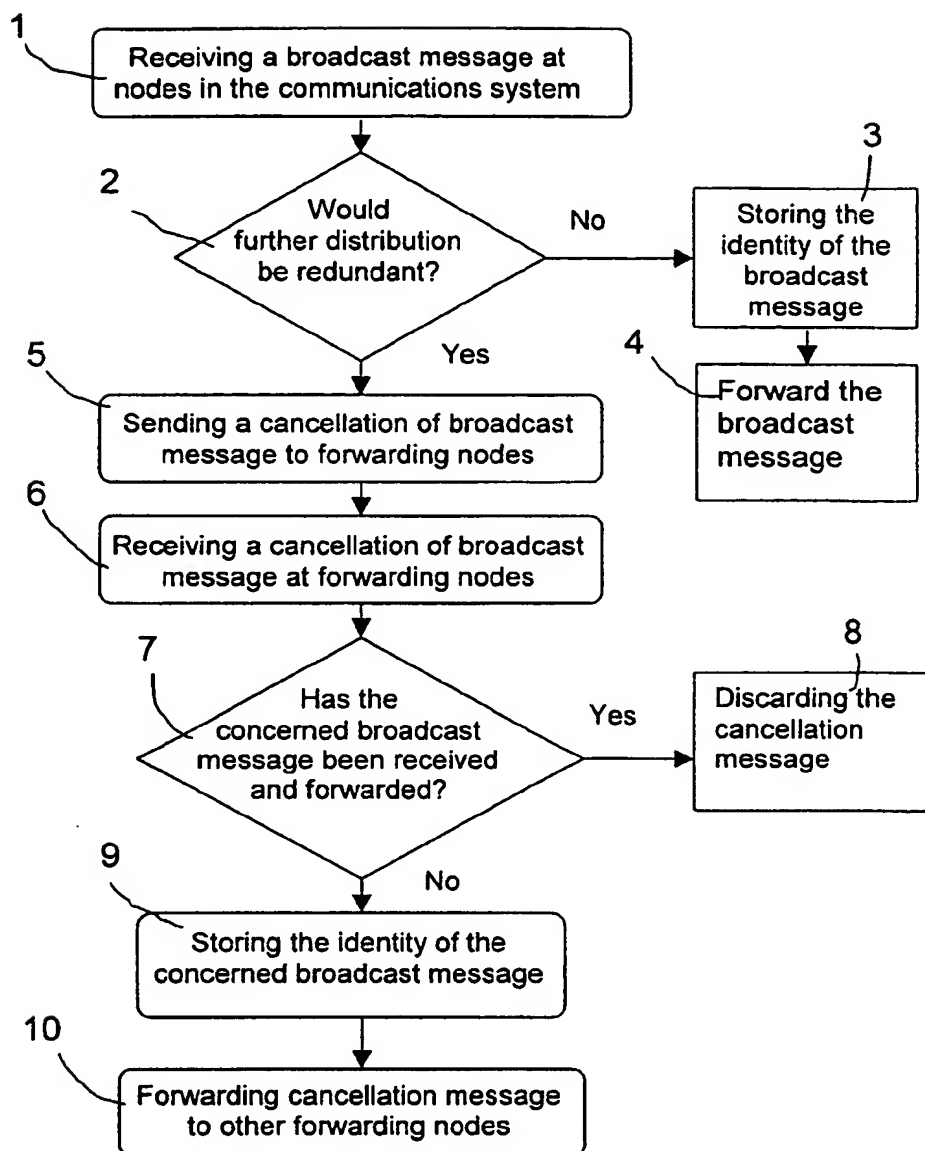 1
Receiving a broadcast message at
nodes in the communications system
2
Would
further distribution
be redundant?
No
3
Storing the
identity of the
broadcast
message
Yes
4
Forward the
broadcast
message
5
Sending a cancellation of broadcast
message to forwarding nodes
6
Receiving a cancellation of broadcast
message at forwarding nodes
7
Has the
concerned broadcast
message been received
and forwarded?
Yes
8
Discarding the
cancellation
message
No
9
Storing the identity of the
concerned broadcast message
10
Forwarding cancellation message
to other forwarding nodes